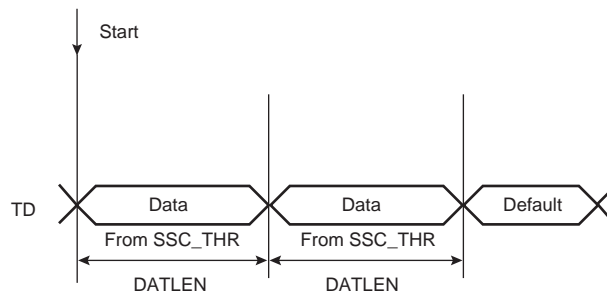 Start
TD
Data
Data
Default
From SSC_THR
From SSC_THR
DATLEN
DATLEN